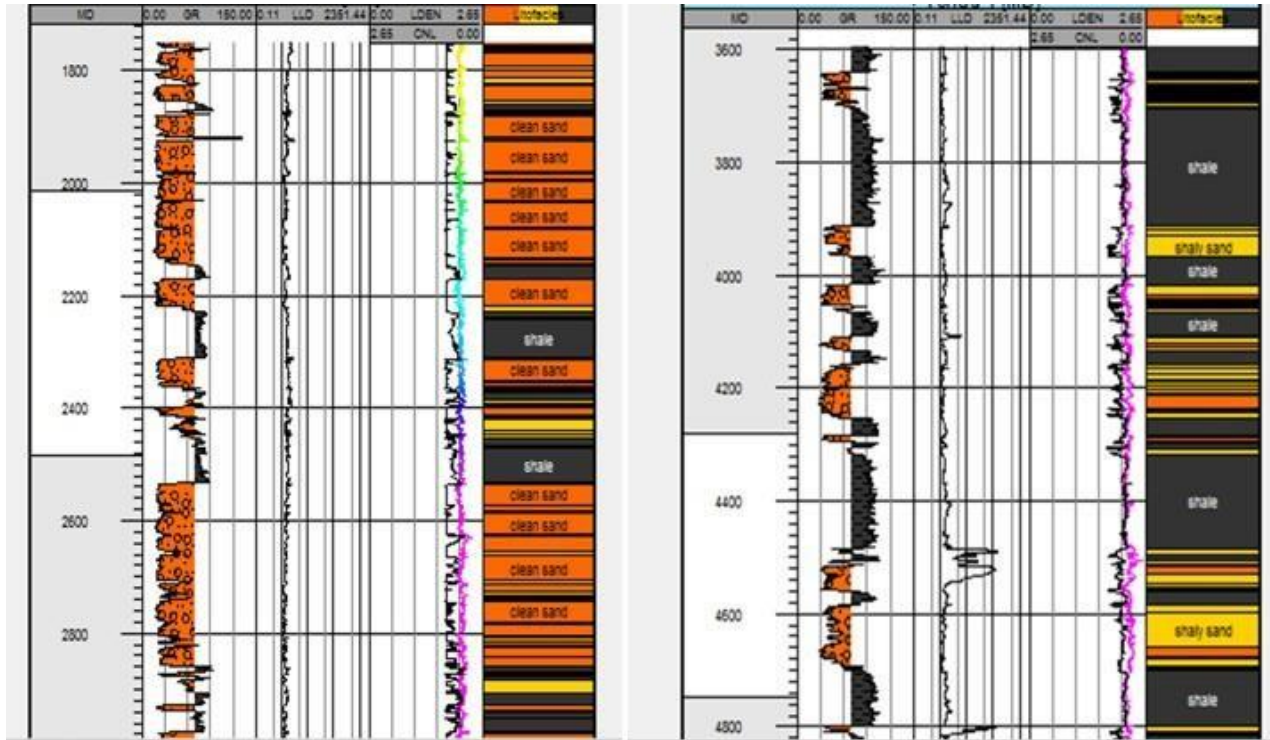 MD 0.00 GR 150.00 0.11 LLD 2351.44 0.00 LDEN 2.65 Litofacies
2.65 CNL 0.00
1800
clean sand
clean sand
2000
clean sand
clean sand
clean sand
2200
clean sand
shale
clean sand
2400
shale
clean sand
2600
clean sand
clean sand
clean sand
2800
MD 0.00 GR 150.00 0.11 LLD 2351.44 0.00 LDEN 2.65 Litofacies
2.65 CNL 0.00
3600
3800
shale
shaly sand
4000
shale
shale
4200
4400
shale
4600
shaly sand
shale
4800